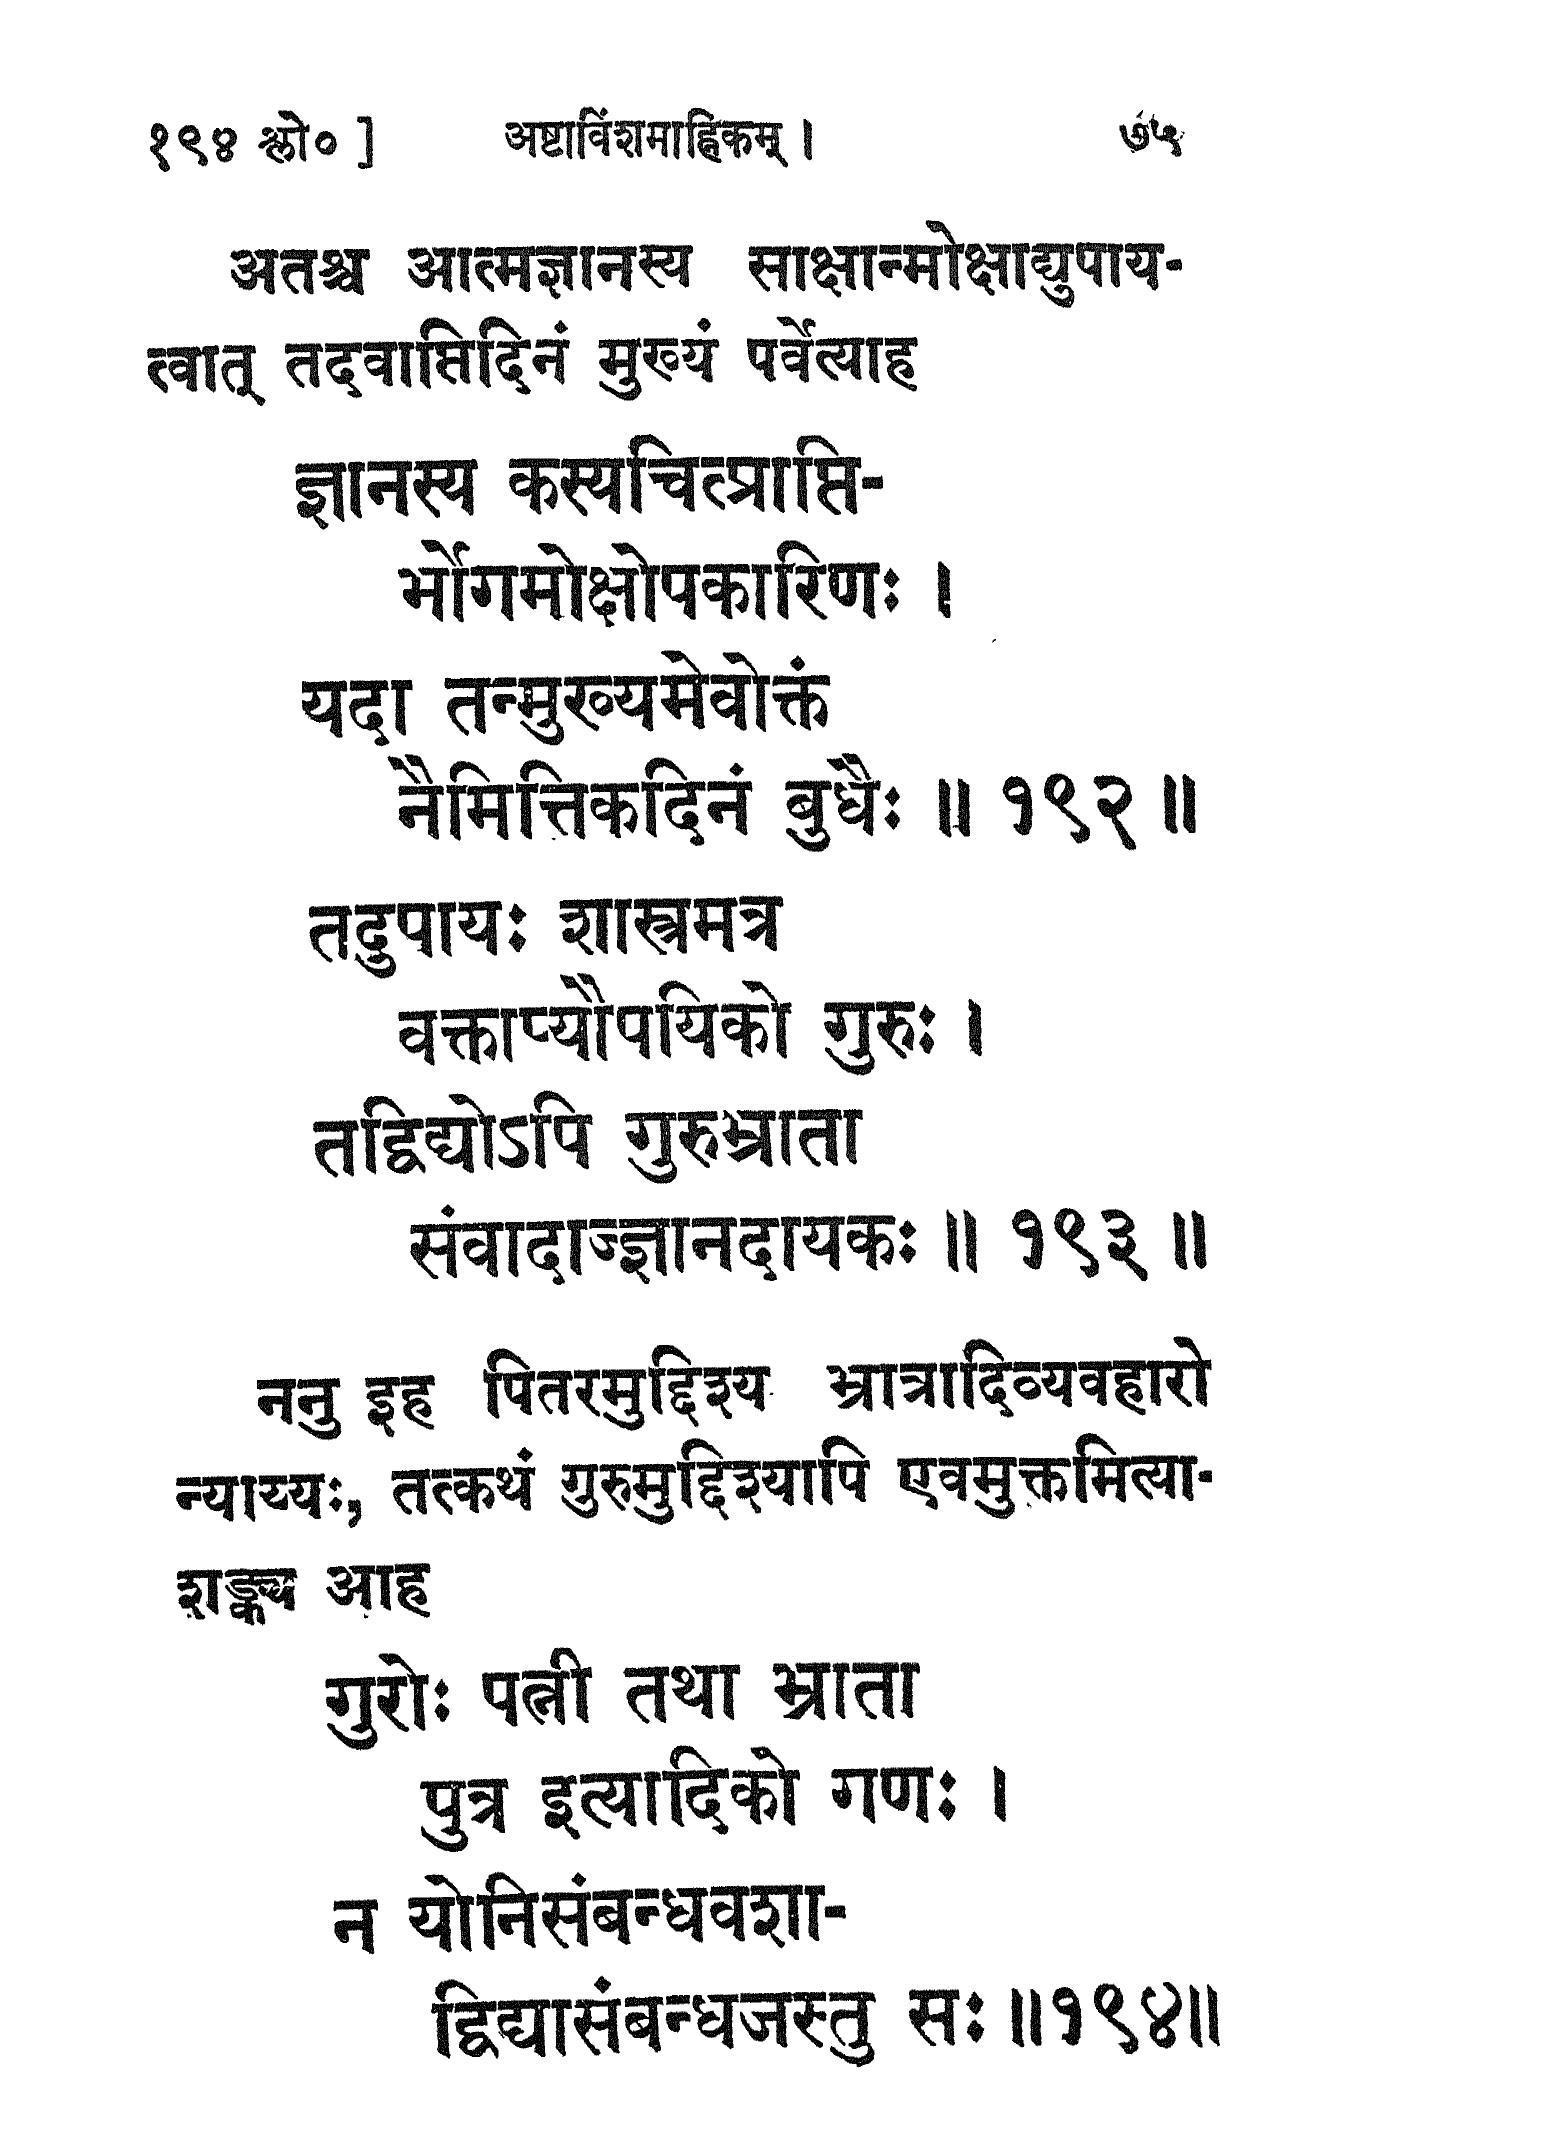 १९४ श्लो० ] अष्टाविंशमाह्निकम् । ७५
अतश्च आत्मज्ञानस्य साक्षान्मोक्षाद्युपाय-
त्वात् तदवाप्तिदिनं मुख्यं पर्वेत्याह
ज्ञानस्य कस्यचित्प्राप्ति-
र्भोगमोक्षोपकारिणः ।
यदा तन्मुख्यमेवोक्तं
नैमित्तिकदिनं बुधैः ॥ १९२ ॥
तदुपायः शास्त्रमत्र
वक्ताप्यौपयिको गुरुः ।
तद्विद्योऽपि गुरुभ्राता
संवादाज्ज्ञानदायकः ॥ १९३ ॥
ननु इह पितरमुद्दिश्य भ्रात्रादिव्यवहारो
न्याय्यः, तत्कथं गुरुमुद्दिश्यापि एवमुक्तमित्या-
शङ्क्य आह
गुरोः पत्नी तथा भ्राता
पुत्र इत्यादिको गणः ।
न योनिसंबन्धवशा-
द्विद्यासंबन्धजस्तु सः ॥१९४॥